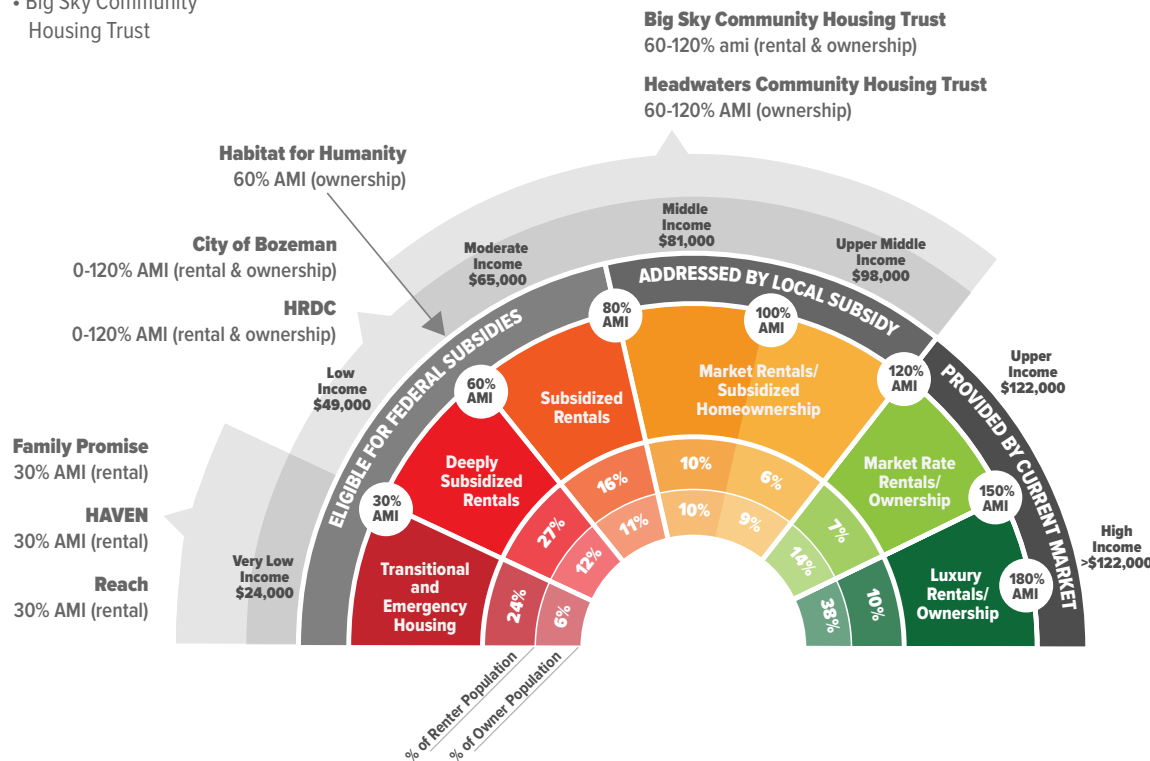 • Big Sky Community
Housing Trust
Big Sky Community Housing Trust
60-120% ami (rental & ownership)
Headwaters Community Housing Trust
60-120% AMI (ownership)
Habitat for Humanity
60% AMI (ownership)
City of Bozeman
0-120% AMI (rental & ownership)
HRDC
0-120% AMI (rental & ownership)
Family Promise
30% AMI (rental)
HAVEN
30% AMI (rental)
Reach
30% AMI (rental)
Very Low
Income
$24,000
Low
Income
$49,000
Moderate
Income
$65,000
Middle
Income
$81,000
Upper Middle
Income
$98,000
Upper
Income
$122,000
High
Income
>$122,000
ELIGIBLE FOR FEDERAL SUBSIDIES
ADDRESSED BY LOCAL SUBSIDY
PROVIDED BY CURRENT MARKET
30%
AMI
60%
AMI
80%
AMI
100%
AMI
120%
AMI
150%
AMI
180%
AMI
Transitional
and
Emergency
Housing
Deeply
Subsidized
Rentals
Subsidized
Rentals
Market Rentals/
Subsidized
Homeownership
Market Rate
Rentals/
Ownership
Luxury
Rentals/
Ownership
24%
27%
16%
10%
6%
7%
10%
6%
12%
11%
10%
9%
14%
38%
% of Renter Population
% of Owner Population